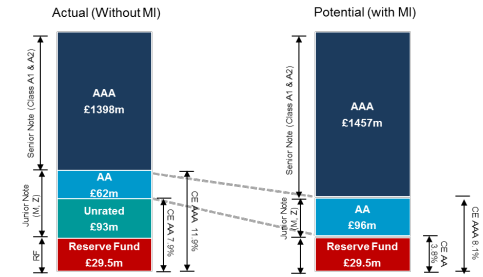 Actual (Without MI)
Potential (with MI)
Senior Note (Class A1 & A2)
AAA
£1398m
AA
£62m
Unrated
£93m
Reserve Fund
£29.5m
Junior Note
(M, Z)
RF
CE AA 7.9%
CE AAA 11.9%
Senior Note (Class A1 & A2)
AAA
£1457m
AA
£96m
Reserve Fund
£29.5m
Junior Note
(M, Z)
CE AA
3.8%
CE AAA 8.1%